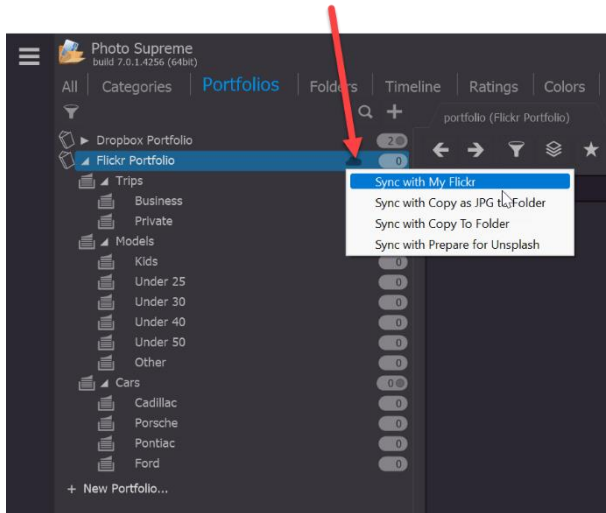 Photo Supreme
build 7.0.1.4256 (64bit)
All Categories Portfolios Folders Timeline Ratings Colors
portfolio (Flickr Portfolio)
Dropbox Portfolio 2
Flickr Portfolio 0
Sync with My Flickr
Sync with Copy as JPG to Folder
Sync with Copy To Folder
Sync with Prepare for Unsplash
Trips
Business
Private
Models
Kids 0
Under 25 0
Under 30 0
Under 40 0
Under 50 0
Other 0
Cars 0
Cadillac 0
Porsche 0
Pontiac 0
Ford 0
+ New Portfolio...